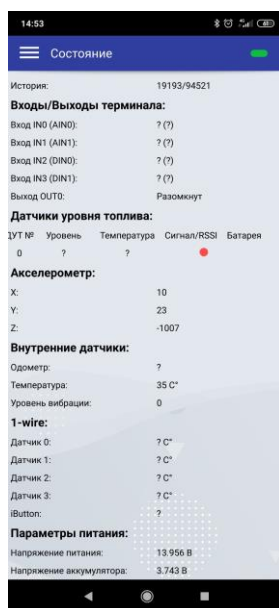 14:53
Состояние
История: 19193/94521
Входы/Выходы терминала:
Вход IN0 (AIN0): ? (?)
Вход IN1 (AIN1): ? (?)
Вход IN2 (DIN0): ? (?)
Вход IN3 (DIN1): ? (?)
Выход OUT0: Разомкнут
Датчики уровня топлива:
ДУТ № Уровень Температура Сигнал/RSSI Батарея
0 ? ?
Акселерометр:
X: 10
Y: 23
Z: -1007
Внутренние датчики:
Одометр: ?
Температура: 35 C°
Уровень вибрации: 0
1-wire:
Датчик 0: ? C°
Датчик 1: ? C°
Датчик 2: ? C°
Датчик 3: ? C°
iButton: ?
Параметры питания:
Напряжение питания: 13.956 В
Напряжение аккумулятора: 3.743 В